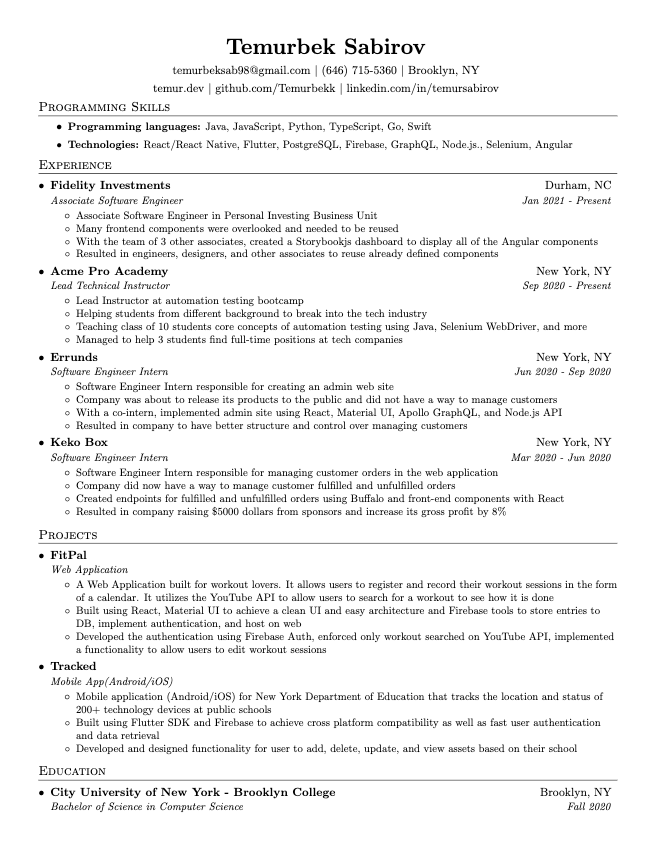 Temurbek Sabirov
temurbeksab98@gmail.com | (646) 715-5360 | Brooklyn, NY
temur.dev | github.com/Temurbekk | linkedin.com/in/temursabirov
Programming Skills
• Programming languages: Java, JavaScript, Python, TypeScript, Go, Swift
• Technologies: React/React Native, Flutter, PostgreSQL, Firebase, GraphQL, Node.js., Selenium, Angular
Experience
• Fidelity Investments Durham, NC
Associate Software Engineer Jan 2021 - Present
◦ Associate Software Engineer in Personal Investing Business Unit
◦ Many frontend components were overlooked and needed to be reused
◦ With the team of 3 other associates, created a Storybookjs dashboard to display all of the Angular components
◦ Resulted in engineers, designers, and other associates to reuse already defined components
• Acme Pro Academy New York, NY
Lead Technical Instructor Sep 2020 - Present
◦ Lead Instructor at automation testing bootcamp
◦ Helping students from different background to break into the tech industry
◦ Teaching class of 10 students core concepts of automation testing using Java, Selenium WebDriver, and more
◦ Managed to help 3 students find full-time positions at tech companies
• Errunds New York, NY
Software Engineer Intern Jun 2020 - Sep 2020
◦ Software Engineer Intern responsible for creating an admin web site
◦ Company was about to release its products to the public and did not have a way to manage customers
◦ With a co-intern, implemented admin site using React, Material UI, Apollo GraphQL, and Node.js API
◦ Resulted in company to have better structure and control over managing customers
• Keko Box New York, NY
Software Engineer Intern Mar 2020 - Jun 2020
◦ Software Engineer Intern responsible for managing customer orders in the web application
◦ Company did now have a way to manage customer fulfilled and unfulfilled orders
◦ Created endpoints for fulfilled and unfulfilled orders using Buffalo and front-end components with React
◦ Resulted in company raising $5000 dollars from sponsors and increase its gross profit by 8%
Projects
• FitPal
Web Application
◦ A Web Application built for workout lovers. It allows users to register and record their workout sessions in the form
of a calendar. It utilizes the YouTube API to allow users to search for a workout to see how it is done
◦ Built using React, Material UI to achieve a clean UI and easy architecture and Firebase tools to store entries to
DB, implement authentication, and host on web
◦ Developed the authentication using Firebase Auth, enforced only workout searched on YouTube API, implemented
a functionality to allow users to edit workout sessions
• Tracked
Mobile App(Android/iOS)
◦ Mobile application (Android/iOS) for New York Department of Education that tracks the location and status of
200+ technology devices at public schools
◦ Built using Flutter SDK and Firebase to achieve cross platform compatibility as well as fast user authentication
and data retrieval
◦ Developed and designed functionality for user to add, delete, update, and view assets based on their school
Education
• City University of New York - Brooklyn College Brooklyn, NY
Bachelor of Science in Computer Science Fall 2020